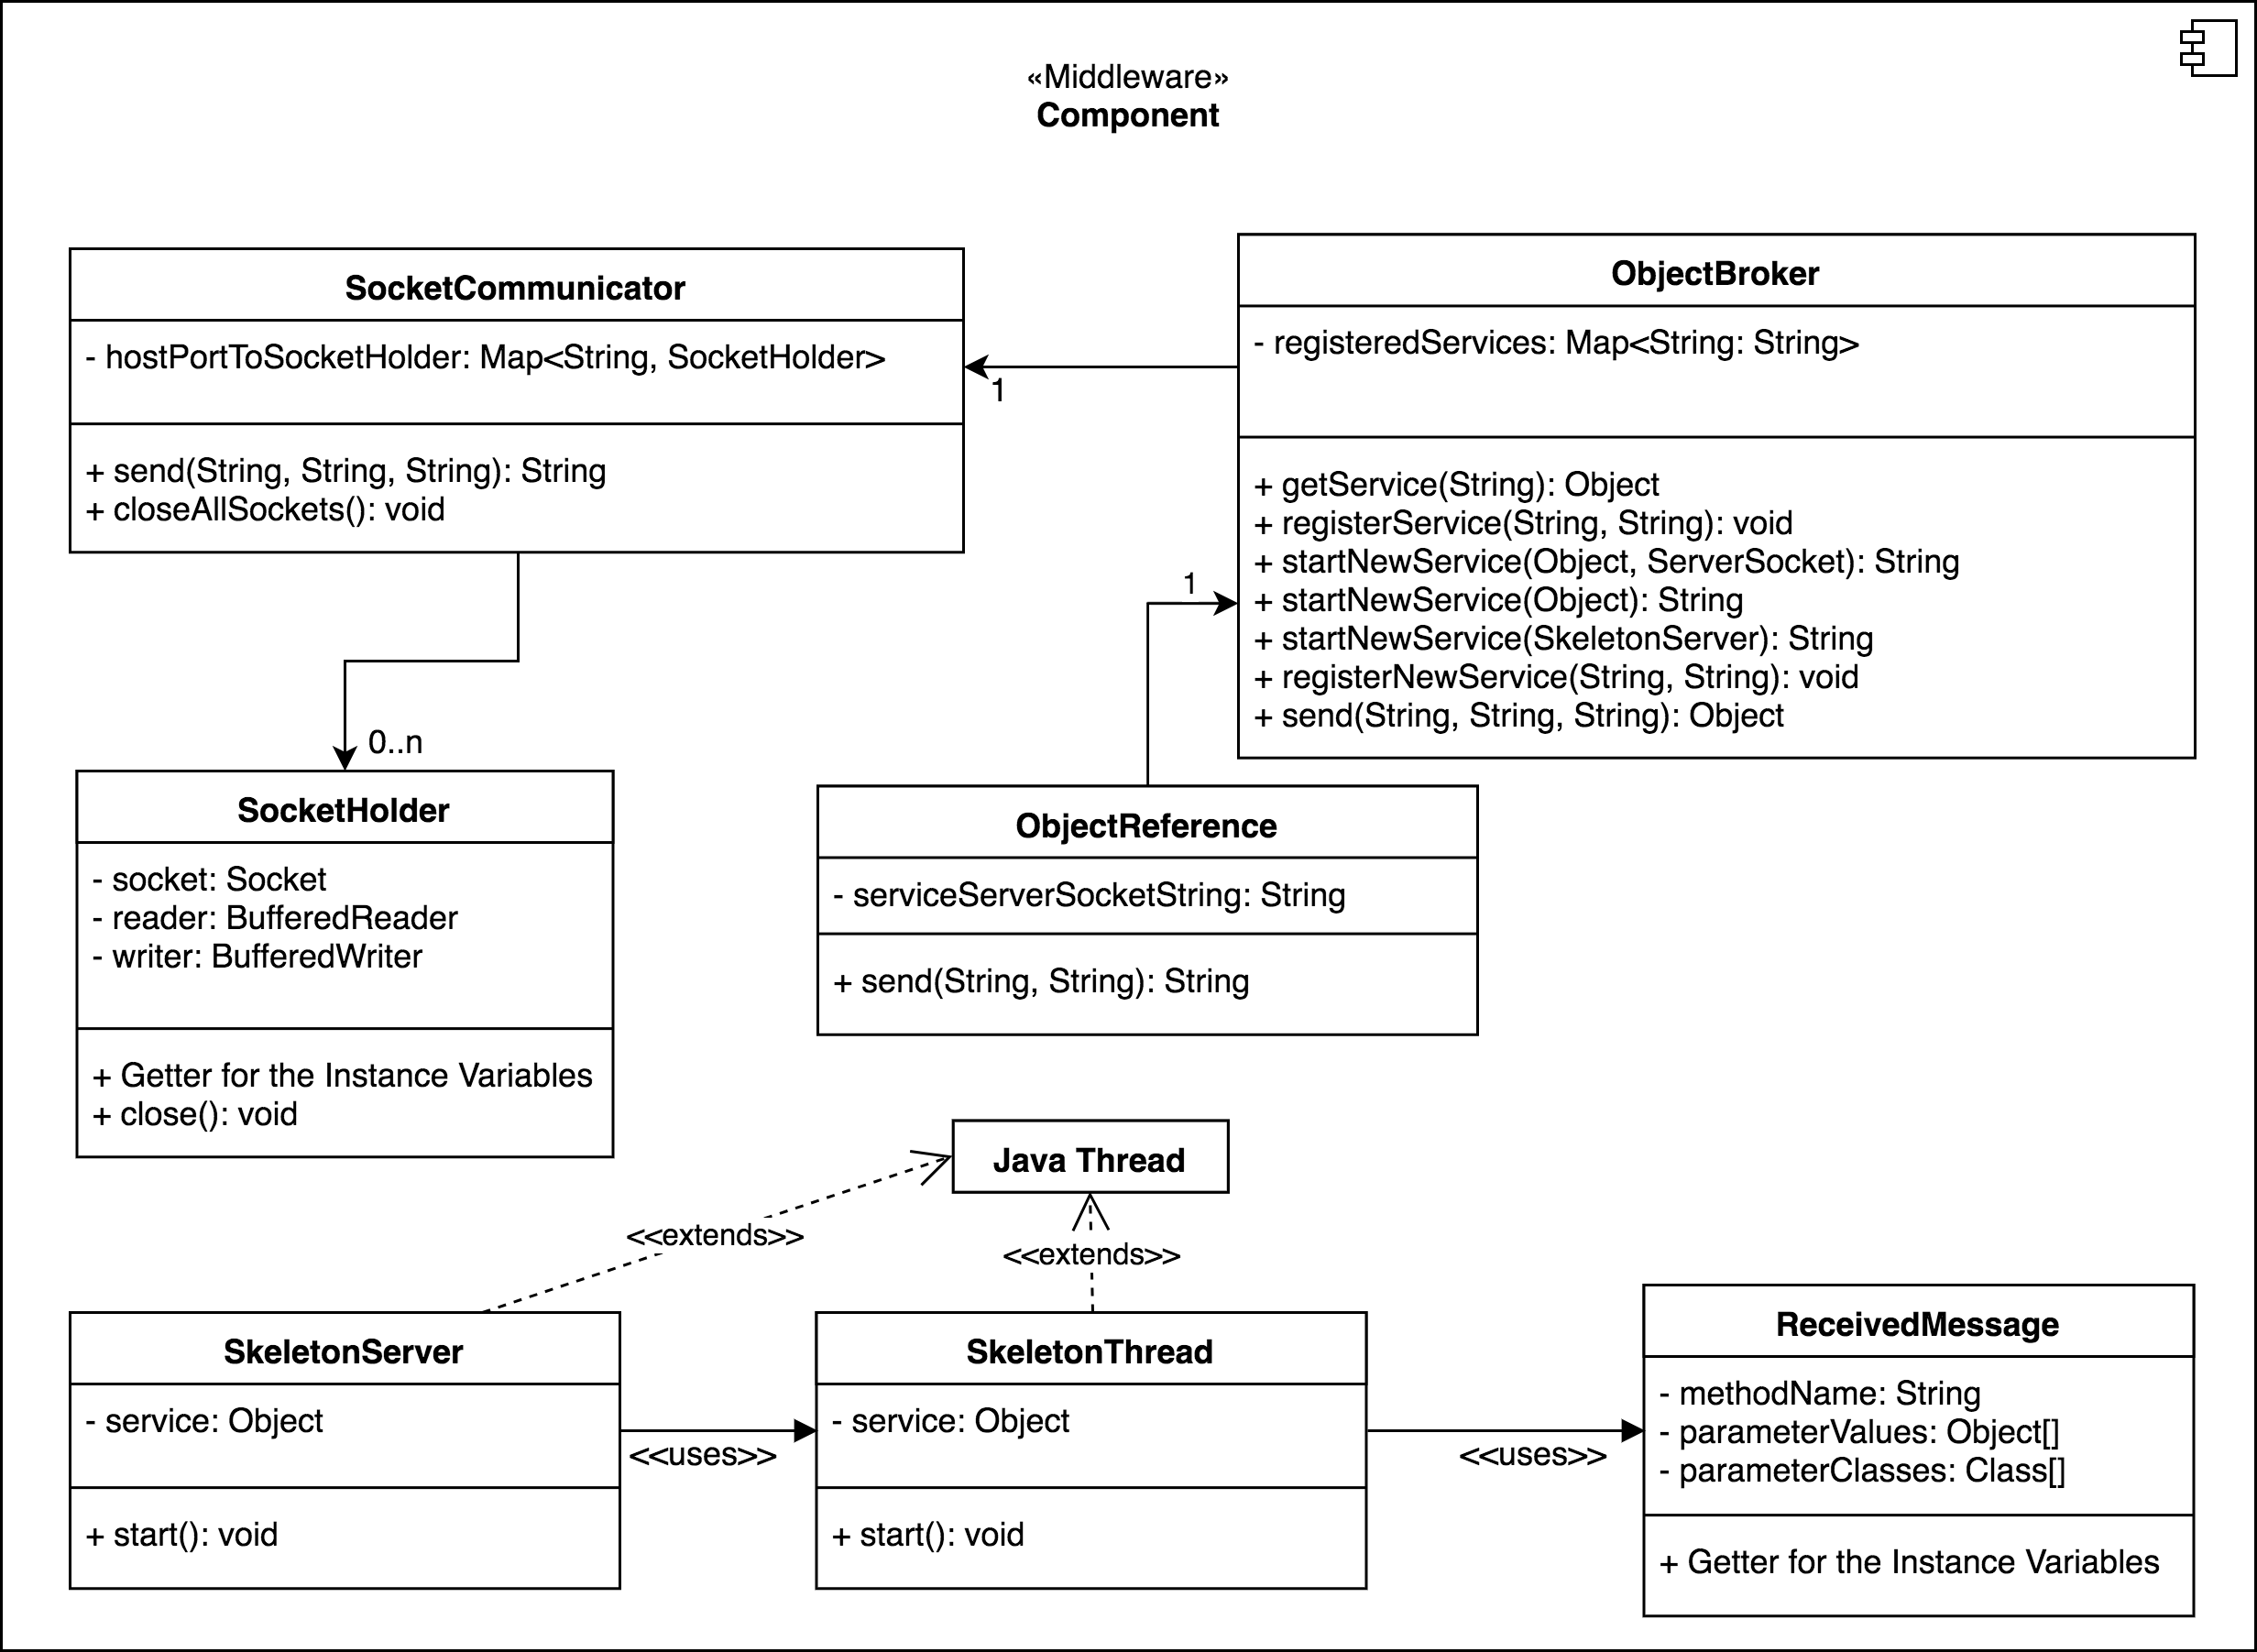 «Middleware»
Component
SocketCommunicator
- hostPortToSocketHolder: Map<String, SocketHolder>
+ send(String, String, String): String
+ closeAllSockets(): void
ObjectBroker
- registeredServices: Map<String: String>
+ getService(String): Object
+ registerService(String, String): void
+ startNewService(Object, ServerSocket): String
+ startNewService(Object): String
+ startNewService(SkeletonServer): String
+ registerNewService(String, String): void
+ send(String, String, String): Object
1
1
0..n
SocketHolder
- socket: Socket
- reader: BufferedReader
- writer: BufferedWriter
+ Getter for the Instance Variables
+ close(): void
ObjectReference
- serviceServerSocketString: String
+ send(String, String): String
Java Thread
<<extends>>
<<extends>>
SkeletonServer
- service: Object
+ start(): void
<<uses>>
SkeletonThread
- service: Object
+ start(): void
<<uses>>
ReceivedMessage
- methodName: String
- parameterValues: Object[]
- parameterClasses: Class[]
+ Getter for the Instance Variables